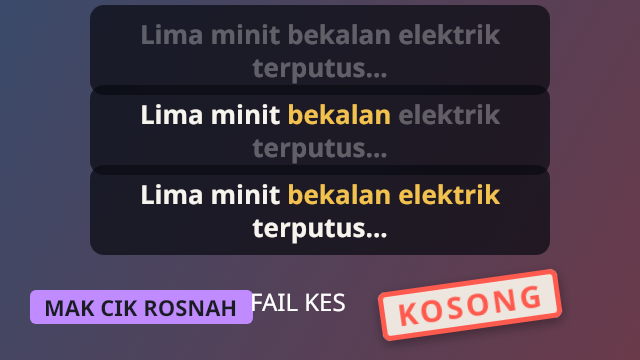 Lima minit bekalan elektrik
terputus...
Lima minit bekalan elektrik
terputus...
Lima minit bekalan elektrik
terputus...
MAK CIK ROSNAH
FAIL KES
KOSONG